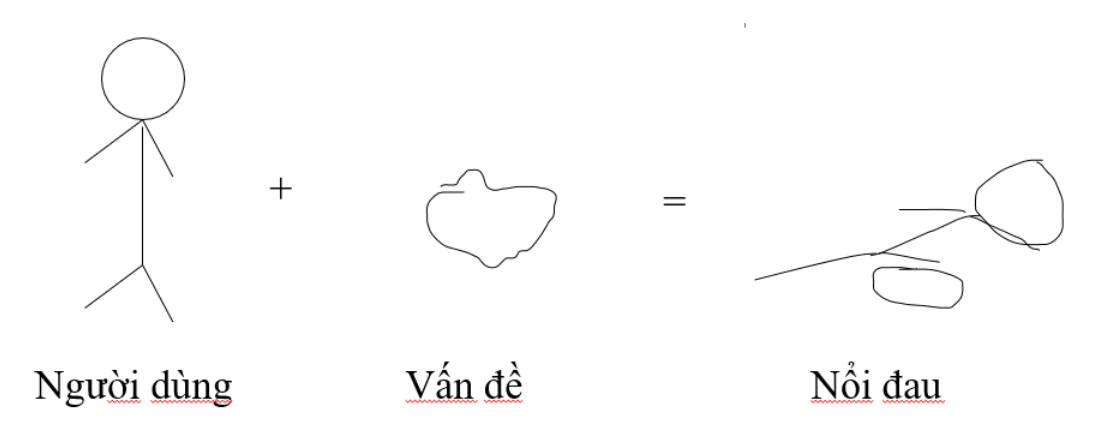 +
=
Người dùng
Vấn đề
Nổi đau